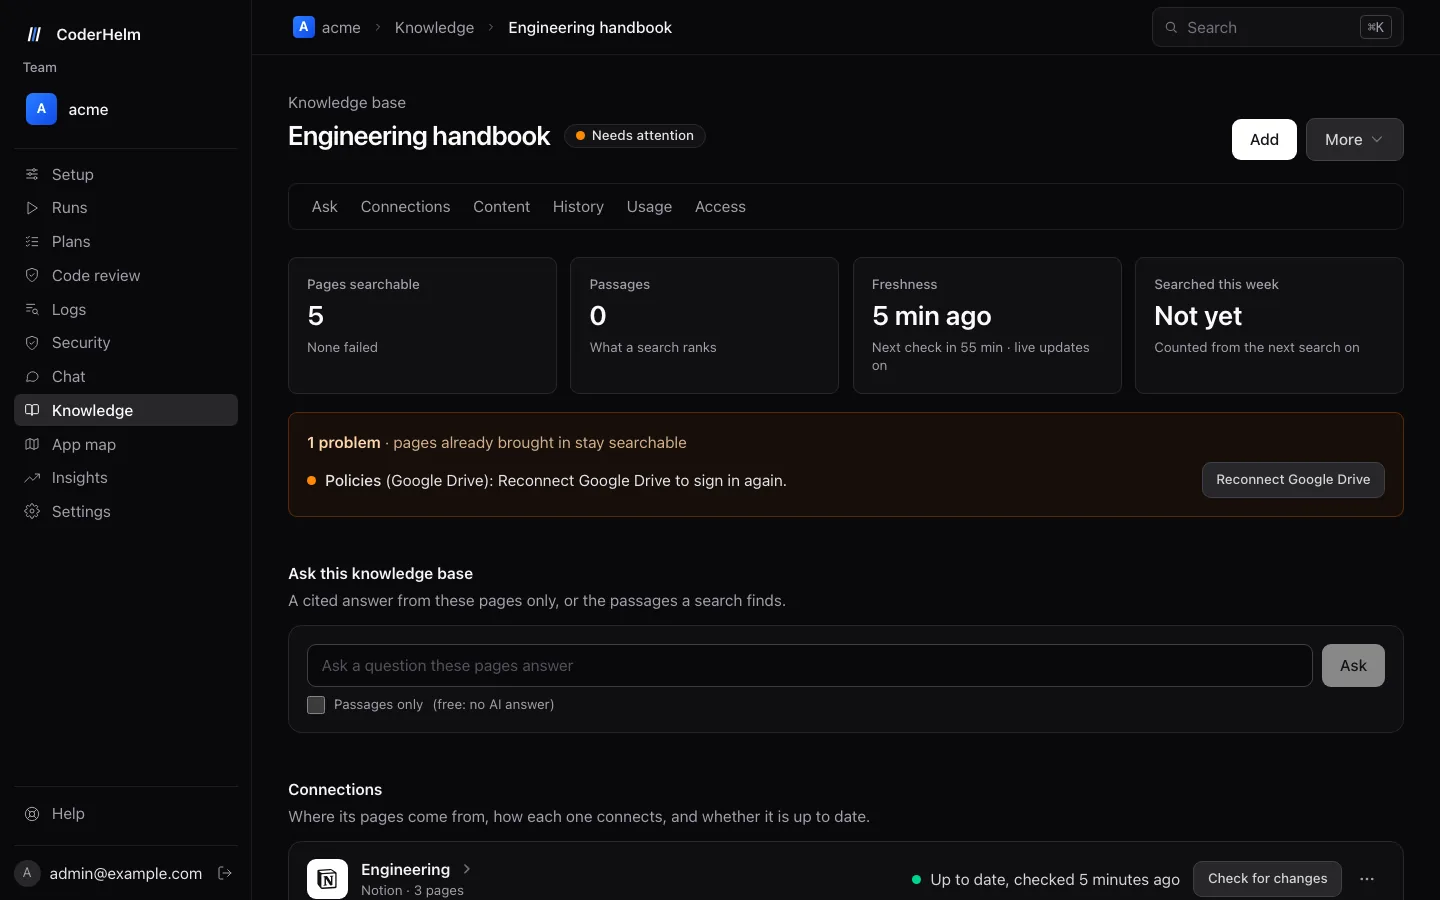 CoderHelm
Team
A acme
Setup
Runs
Plans
Code review
Logs
Security
Chat
Knowledge
App map
Insights
Settings
Help
A admin@example.com
A acme › Knowledge › Engineering handbook
Search ⌘K
Knowledge base
Engineering handbook
Needs attention
Add
More
Ask Connections Content History Usage Access
Pages searchable
5
None failed
Passages
0
What a search ranks
Freshness
5 min ago
Next check in 55 min · live updates
on
Searched this week
Not yet
Counted from the next search on
1 problem · pages already brought in stay searchable
Policies (Google Drive): Reconnect Google Drive to sign in again.
Reconnect Google Drive
Ask this knowledge base
A cited answer from these pages only, or the passages a search finds.
Ask a question these pages answer
Ask
Passages only (free: no AI answer)
Connections
Where its pages come from, how each one connects, and whether it is up to date.
N
Engineering
Notion · 3 pages
Up to date, checked 5 minutes ago
Check for changes